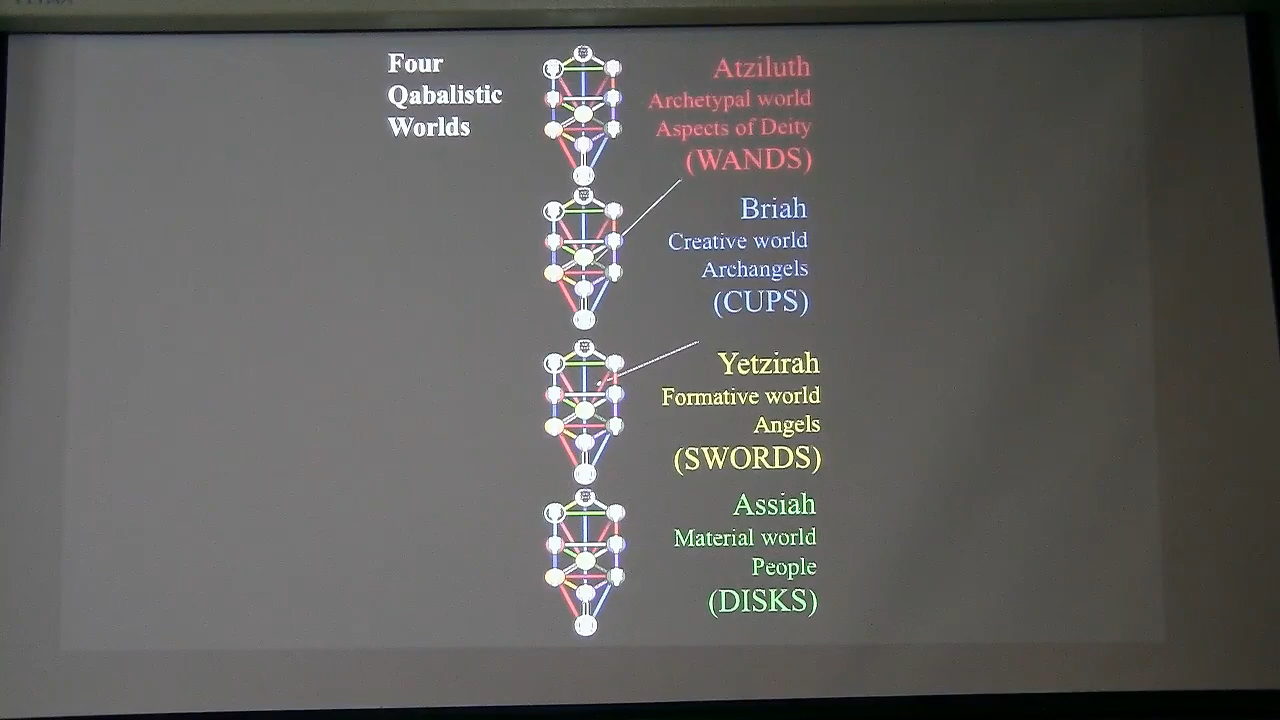 Four
Qabalistic
Worlds
Atziluth
Archetypal world
Aspects of Deity
(WANDS)
Briah
Creative world
Archangels
(CUPS)
Yetzirah
Formative world
Angels
(SWORDS)
Assiah
Material world
People
(DISKS)